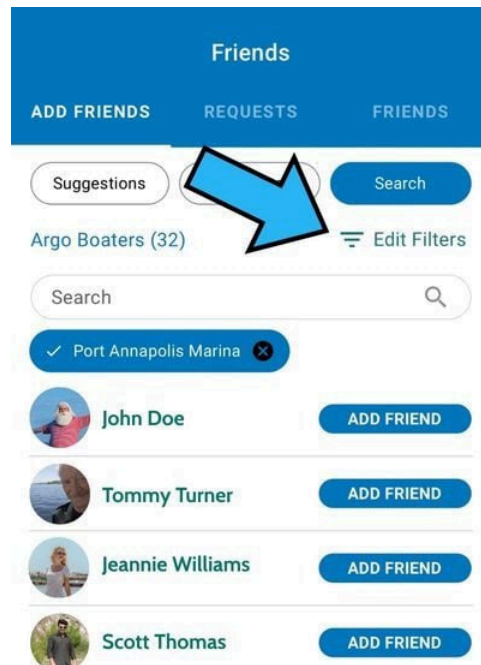 Friends
ADD FRIENDS REQUESTS FRIENDS
Suggestions Search
Argo Boaters (32) Edit Filters
Search
Port Annapolis Marina
John Doe ADD FRIEND
Tommy Turner ADD FRIEND
Jeannie Williams ADD FRIEND
Scott Thomas ADD FRIEND